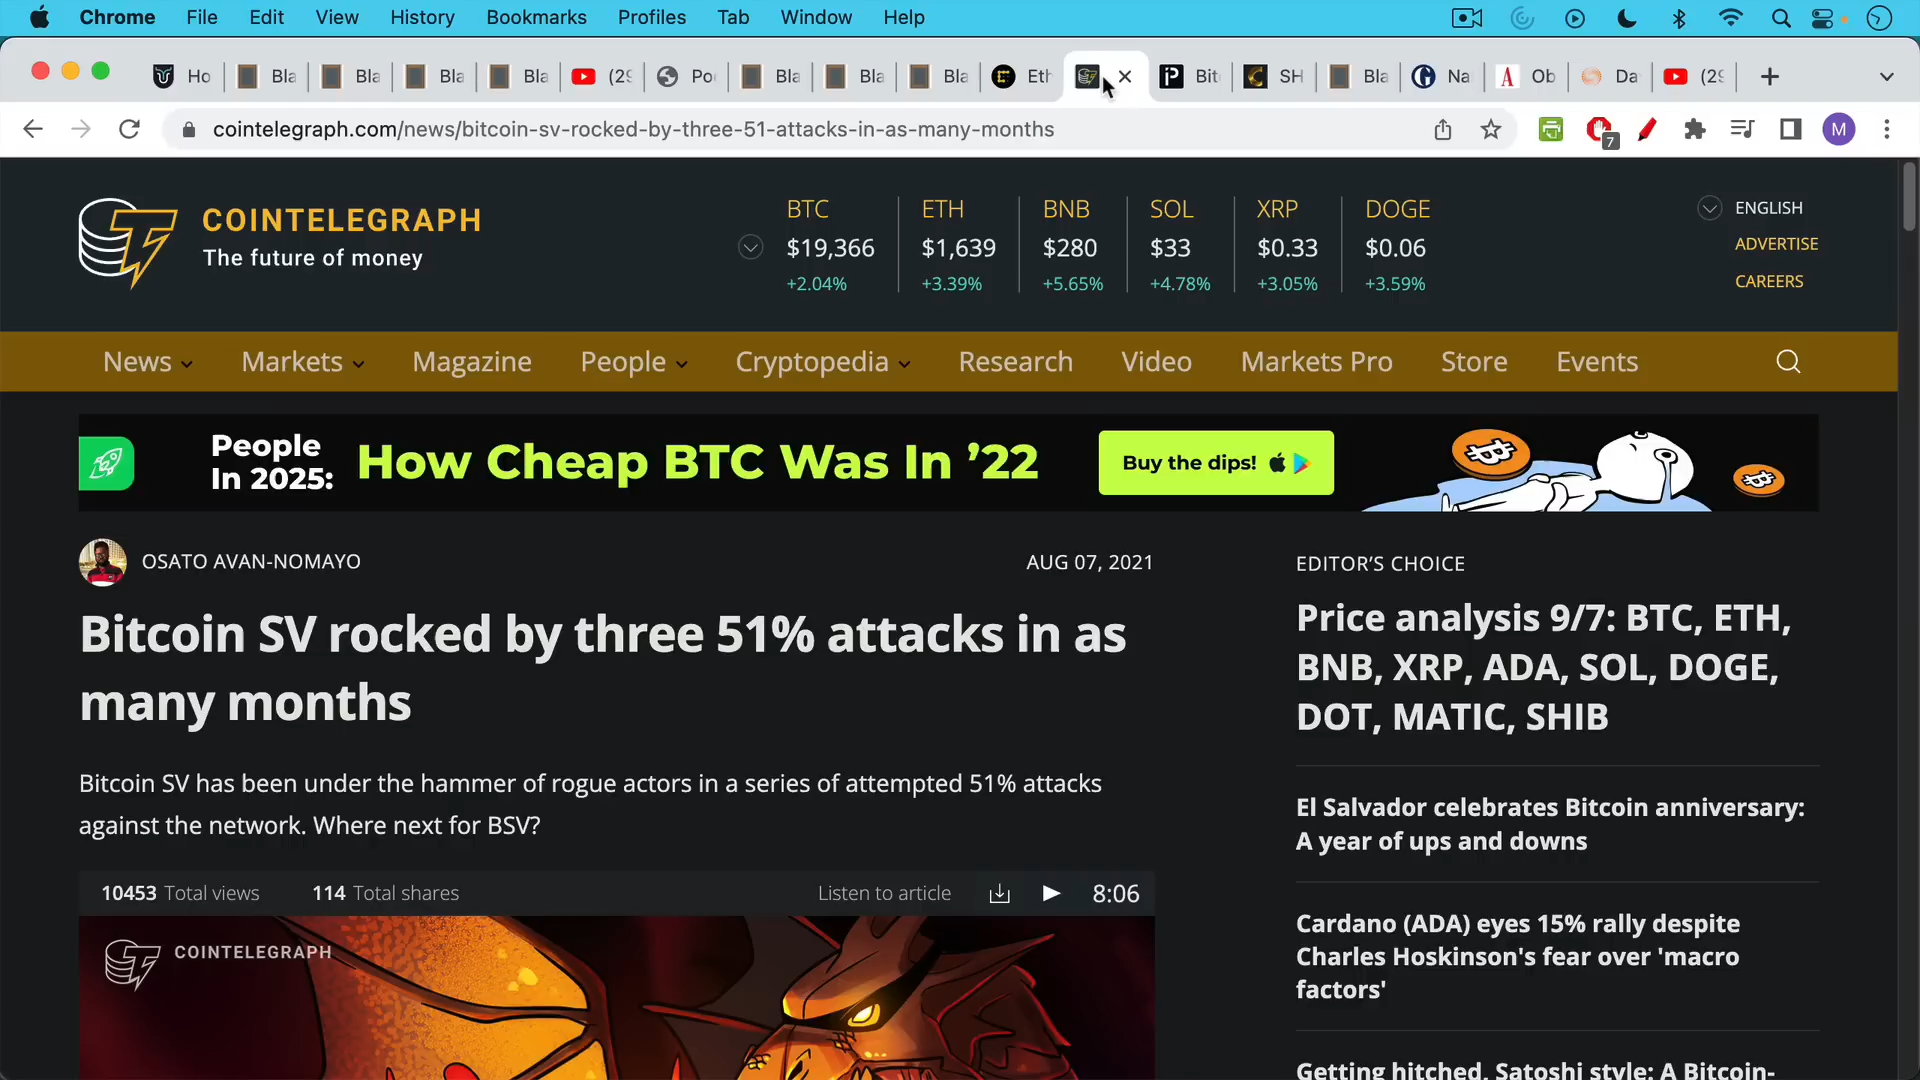 Chrome File Edit View History Bookmarks Profiles Tab Window Help
Ho Bla Bla Bla Bla (29 Po Bla Bla Bla Eth Bit SH Bla Na Ob Da (29
cointelegraph.com/news/bitcoin-sv-rocked-by-three-51-attacks-in-as-many-months 7 M
COINTELEGRAPH
The future of money
BTC ETH BNB SOL XRP DOGE
$19,366 $1,639 $280 $33 $0.33 $0.06
+2.04% +3.39% +5.65% +4.78% +3.05% +3.59%
ENGLISH
ADVERTISE
CAREERS
News Markets Magazine People Cryptopedia Research Video Markets Pro Store Events
People
In 2025:
How Cheap BTC Was In ’22
Buy the dips!
OSATO AVAN-NOMAYO
AUG 07, 2021
Bitcoin SV rocked by three 51% attacks in as
many months
Bitcoin SV has been under the hammer of rogue actors in a series of attempted 51% attacks
against the network. Where next for BSV?
10453 Total views 114 Total shares Listen to article 8:06
COINTELEGRAPH
EDITOR’S CHOICE
Price analysis 9/7: BTC, ETH,
BNB, XRP, ADA, SOL, DOGE,
DOT, MATIC, SHIB
El Salvador celebrates Bitcoin anniversary:
A year of ups and downs
Cardano (ADA) eyes 15% rally despite
Charles Hoskinson's fear over 'macro
factors'
Getting hitched, Satoshi style: A Bitcoin-